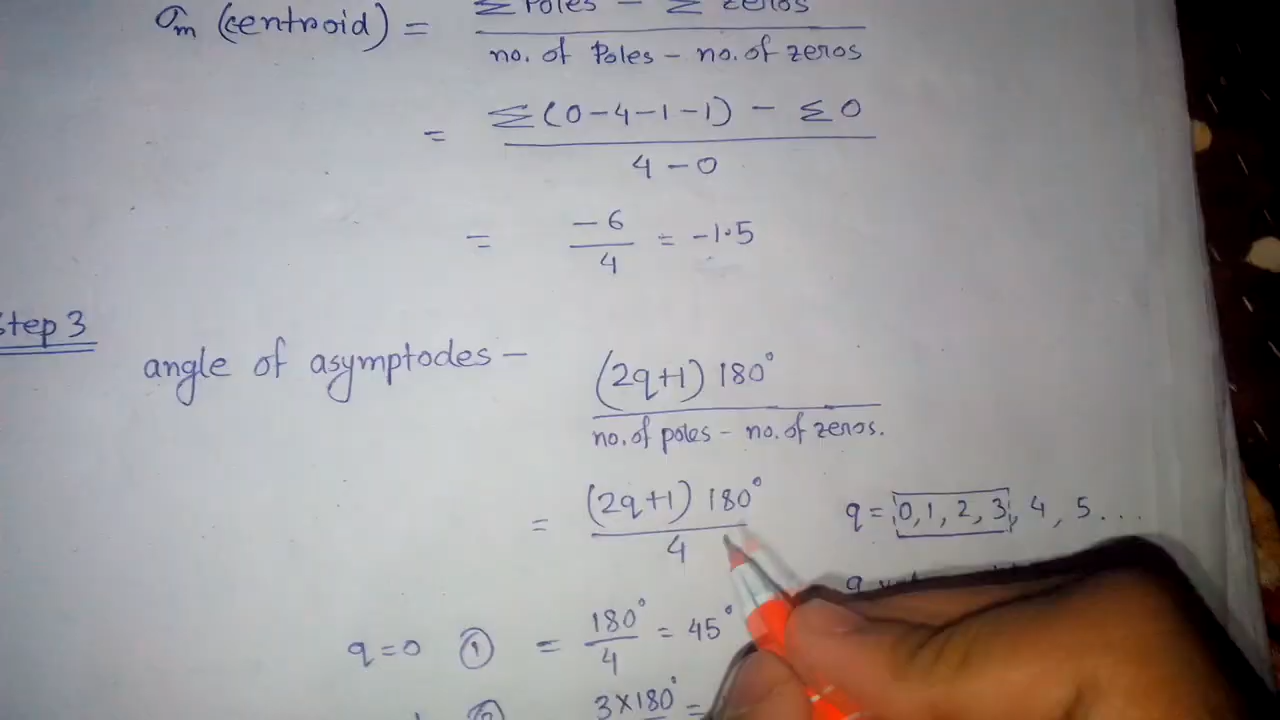 σm (centroid) = Σ Poles − Σ zeros
no. of Poles − no. of zeros
= Σ(0−4−1−1) − Σ0
4 − 0
= −6
4
= −1.5
Step 3
angle of asymptodes − (2q+1) 180°
no. of poles − no. of zeros.
= (2q+1) 180°
4
q = 0, 1, 2, 3, 4, 5 ...
q
q = 0 ① = 180°
4
= 45°
② 3×180° =